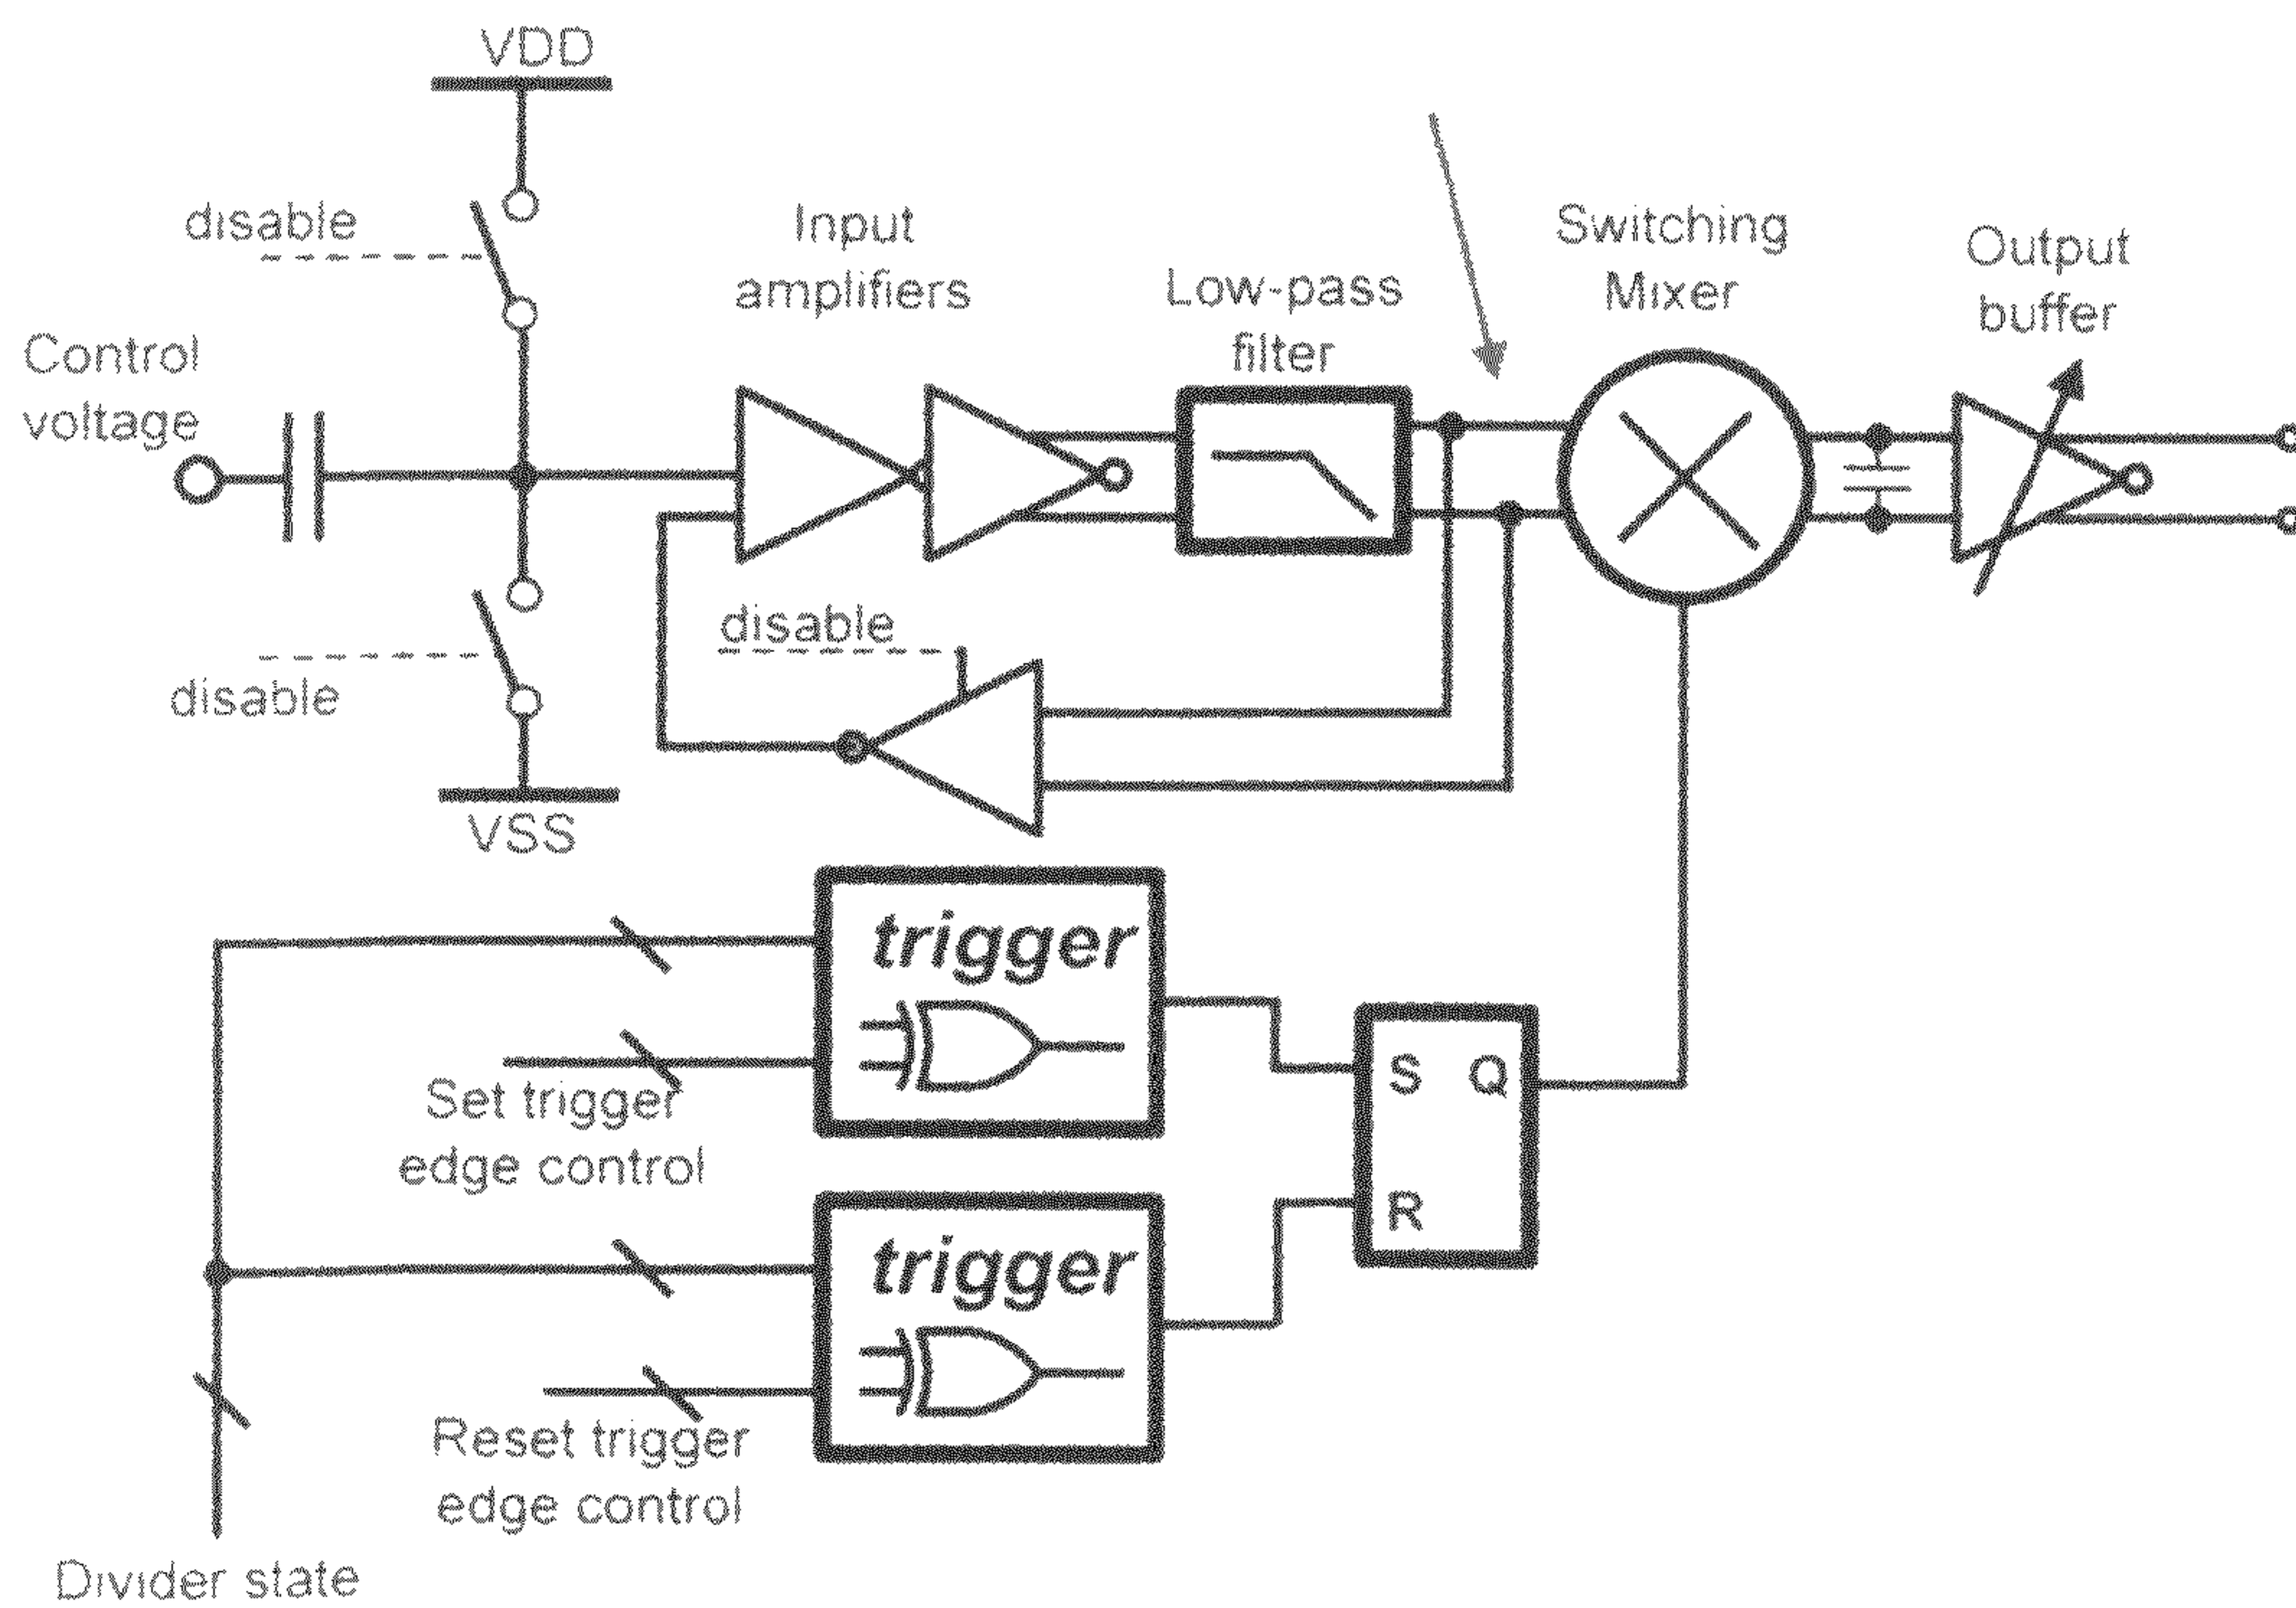 VDD
disable
Control
voltage
Input
amplifiers
Low-pass
filter
Switching
Mixer
Output
buffer
disable
disable
VSS
trigger
Set trigger
edge control
S Q
R
trigger
Reset trigger
edge control
Divider state